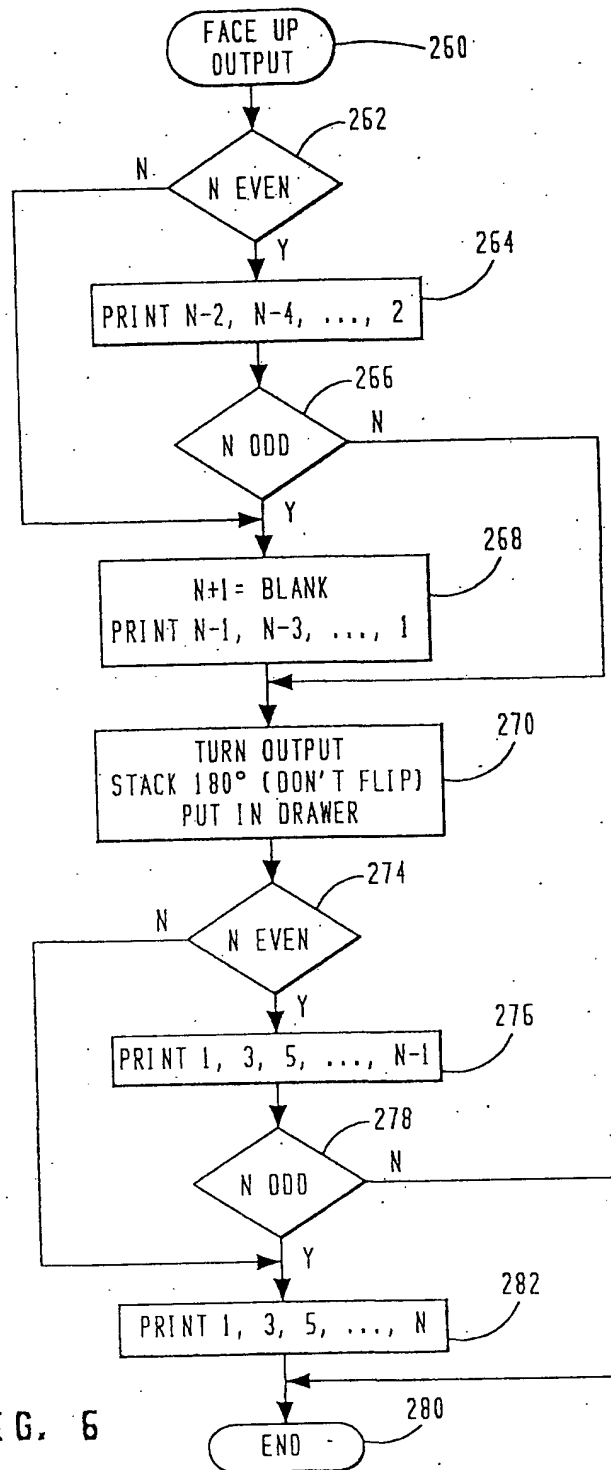 FACE UP
OUTPUT
260
262
N
N EVEN
Y
264
PRINT N-2, N-4, ..., 2
266
N
N ODD
Y
268
N+1= BLANK
PRINT N-1, N-3, ..., 1
270
TURN OUTPUT
STACK 180° (DON'T FLIP)
PUT IN DRAWER
274
N
N EVEN
Y
276
PRINT 1, 3, 5, ..., N-1
278
N
N ODD
Y
282
PRINT 1, 3, 5, ..., N
280
END
G. 6